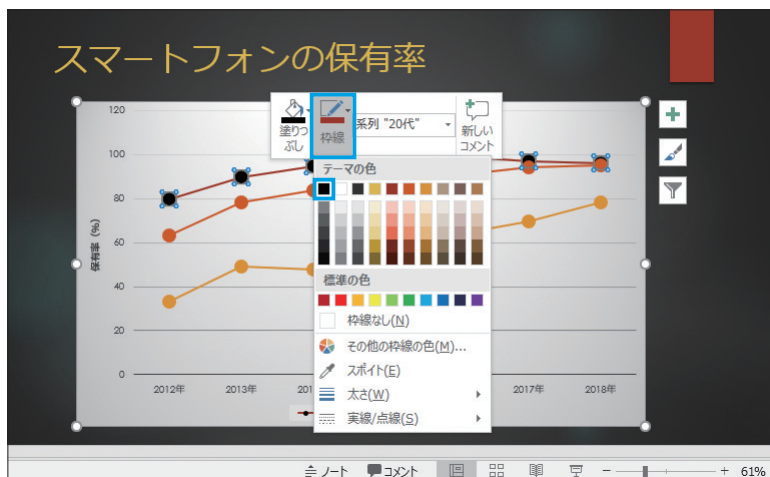 スマートフォンの保有率
塗りつ
ぶし
枠線
系列 "20代"
新しい
コメント
テーマの色
標準の色
枠線なし(N)
その他の枠線の色(M)...
スポイト(E)
太さ(W)
実線/点線(S)
120
100
80
60
40
20
0
保有率 (%)
2012年 2013年 201 2017年 2018年
ノート コメント 61%